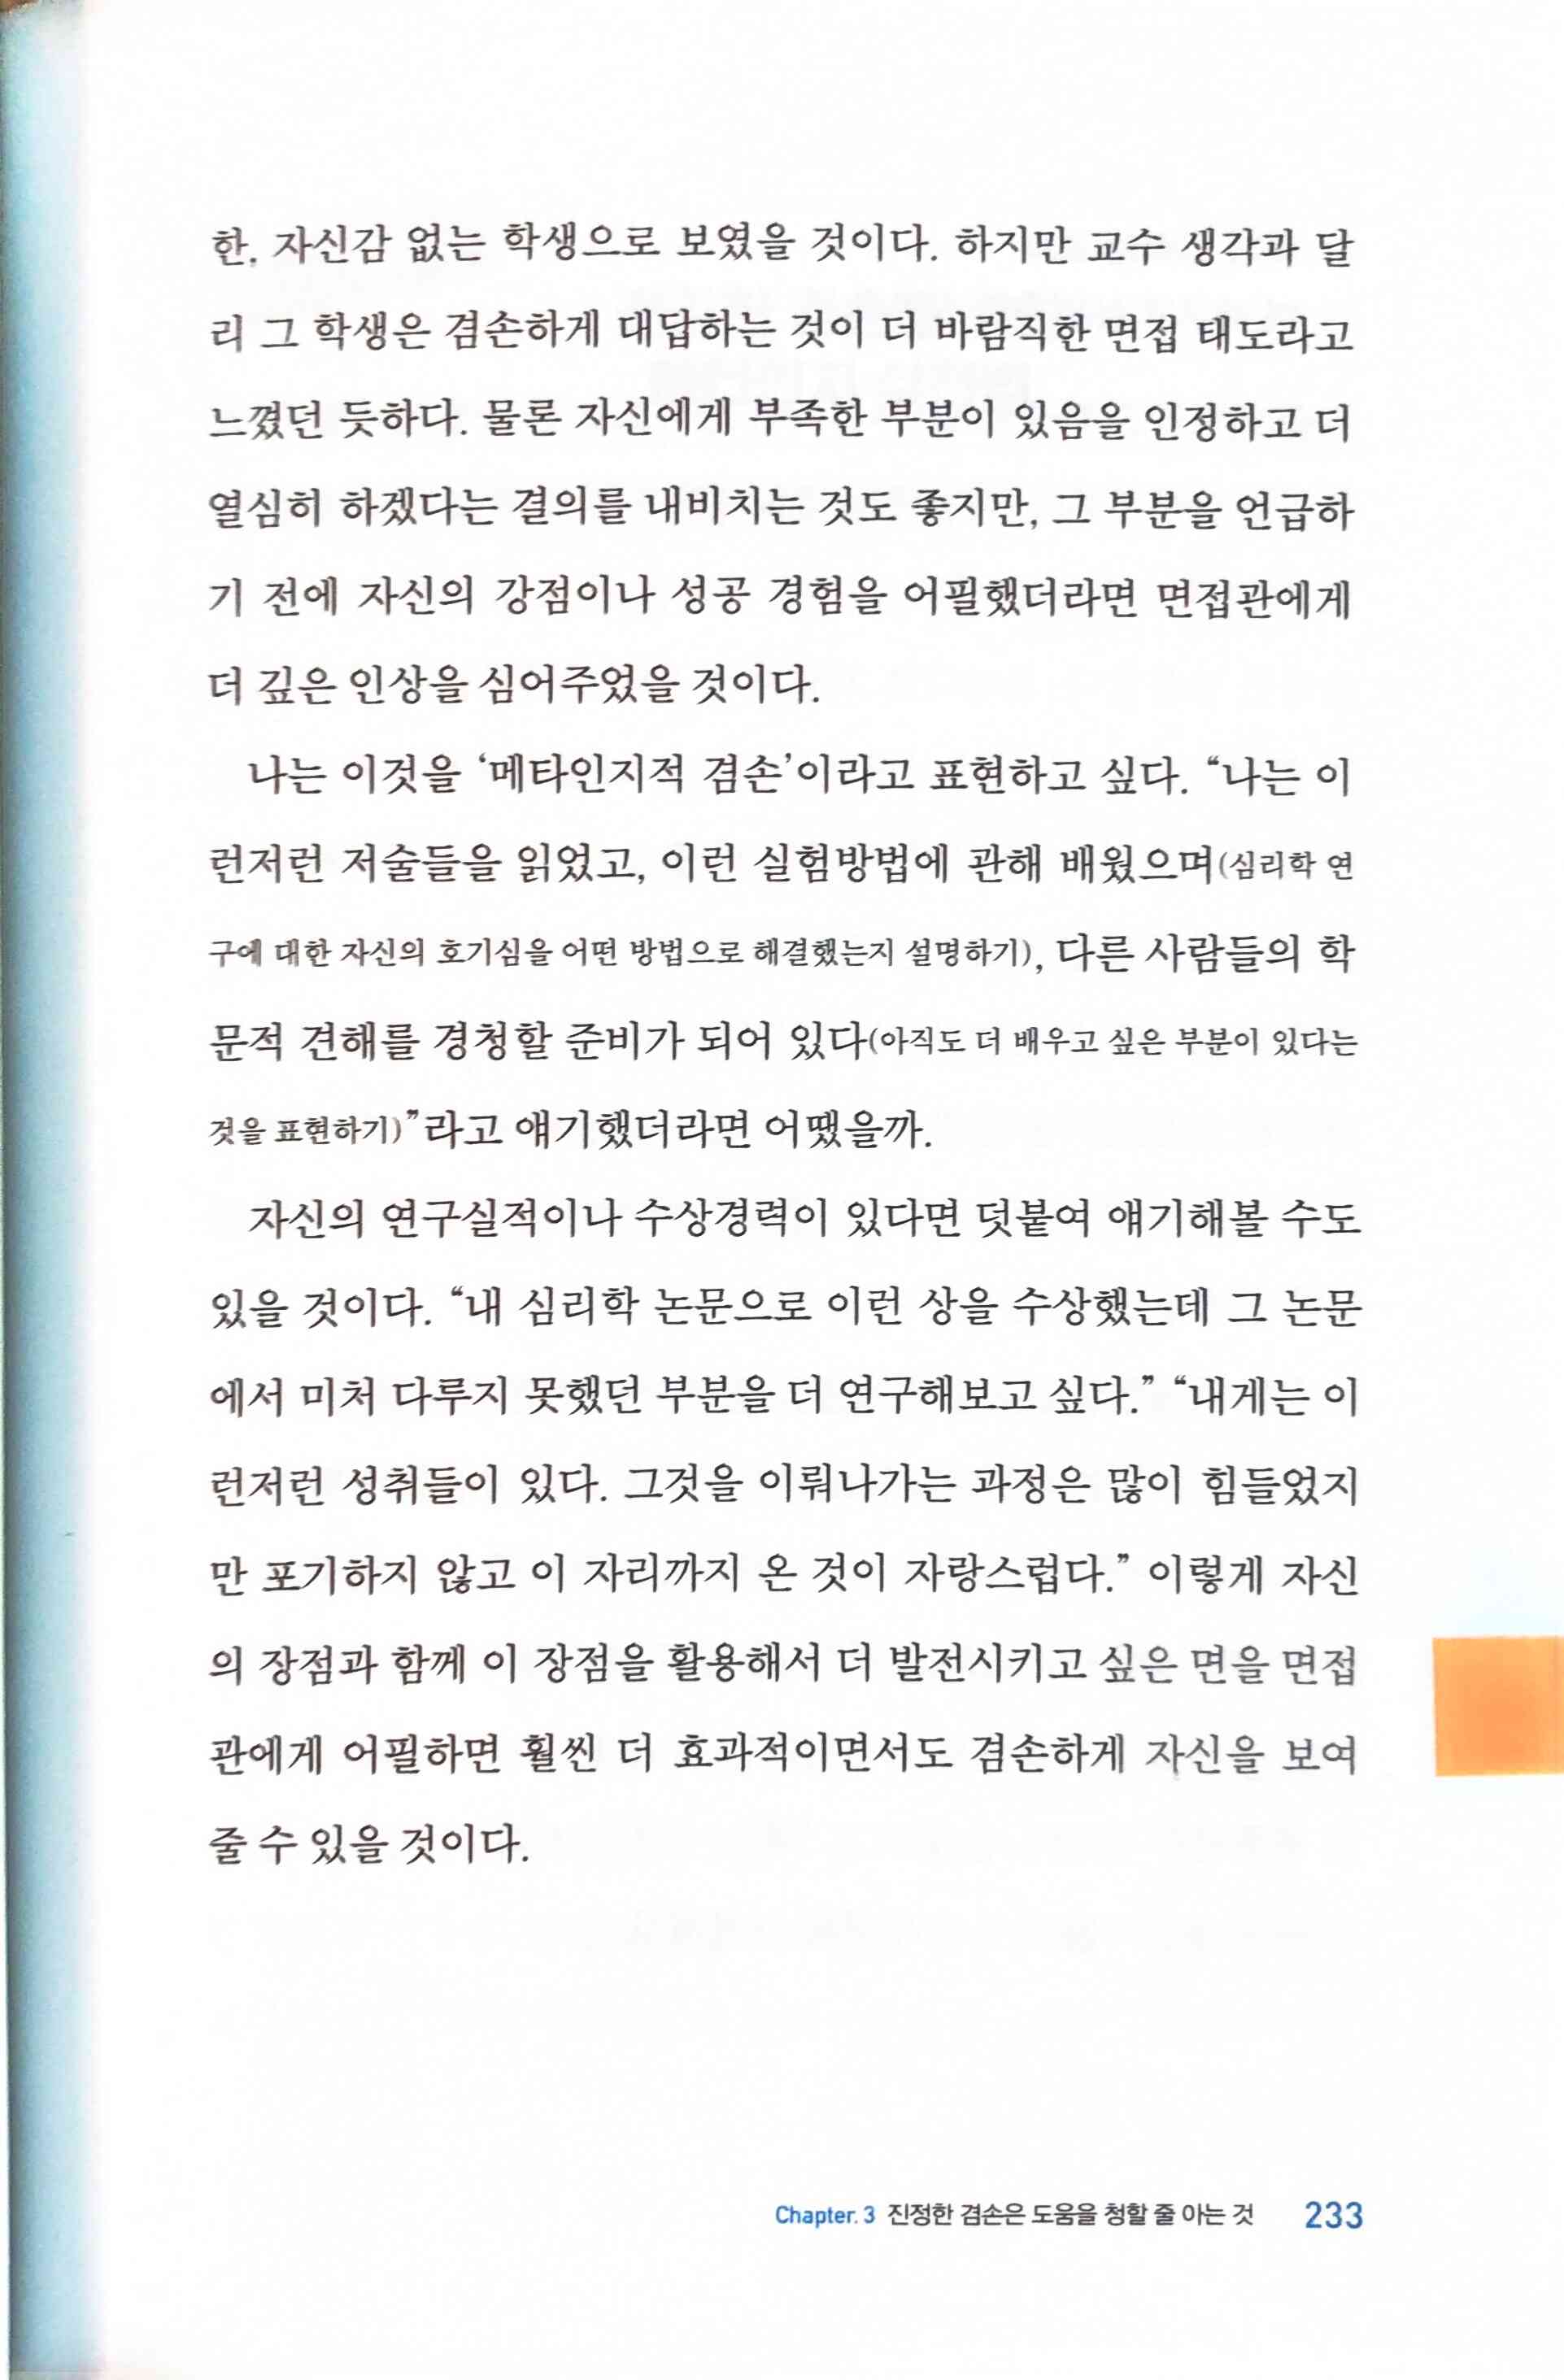 한. 자신감 없는 학생으로 보였을 것이다. 하지만 교수 생각과 달
리 그 학생은 겸손하게 대답하는 것이 더 바람직한 면접 태도라고
느꼈던 듯하다. 물론 자신에게 부족한 부분이 있음을 인정하고 더
열심히 하겠다는 결의를 내비치는 것도 좋지만, 그 부분을 언급하
기 전에 자신의 강점이나 성공 경험을 어필했더라면 면접관에게
더 깊은 인상을 심어주었을 것이다.
나는 이것을 ‘메타인지적 겸손’이라고 표현하고 싶다. “나는 이
런저런 저술들을 읽었고, 이런 실험방법에 관해 배웠으며(심리학 연
구에 대한 자신의 호기심을 어떤 방법으로 해결했는지 설명하기), 다른 사람들의 학
문적 견해를 경청할 준비가 되어 있다(아직도 더 배우고 싶은 부분이 있다는
것을 표현하기)”라고 얘기했더라면 어땠을까.
자신의 연구실적이나 수상경력이 있다면 덧붙여 얘기해볼 수도
있을 것이다. “내 심리학 논문으로 이런 상을 수상했는데 그 논문
에서 미처 다루지 못했던 부분을 더 연구해보고 싶다.” “내게는 이
런저런 성취들이 있다. 그것을 이뤄나가는 과정은 많이 힘들었지
만 포기하지 않고 이 자리까지 온 것이 자랑스럽다.” 이렇게 자신
의 장점과 함께 이 장점을 활용해서 더 발전시키고 싶은 면을 면접
관에게 어필하면 훨씬 더 효과적이면서도 겸손하게 자신을 보여
줄 수 있을 것이다.
Chapter. 3 진정한 겸손은 도움을 청할 줄 아는 것 233